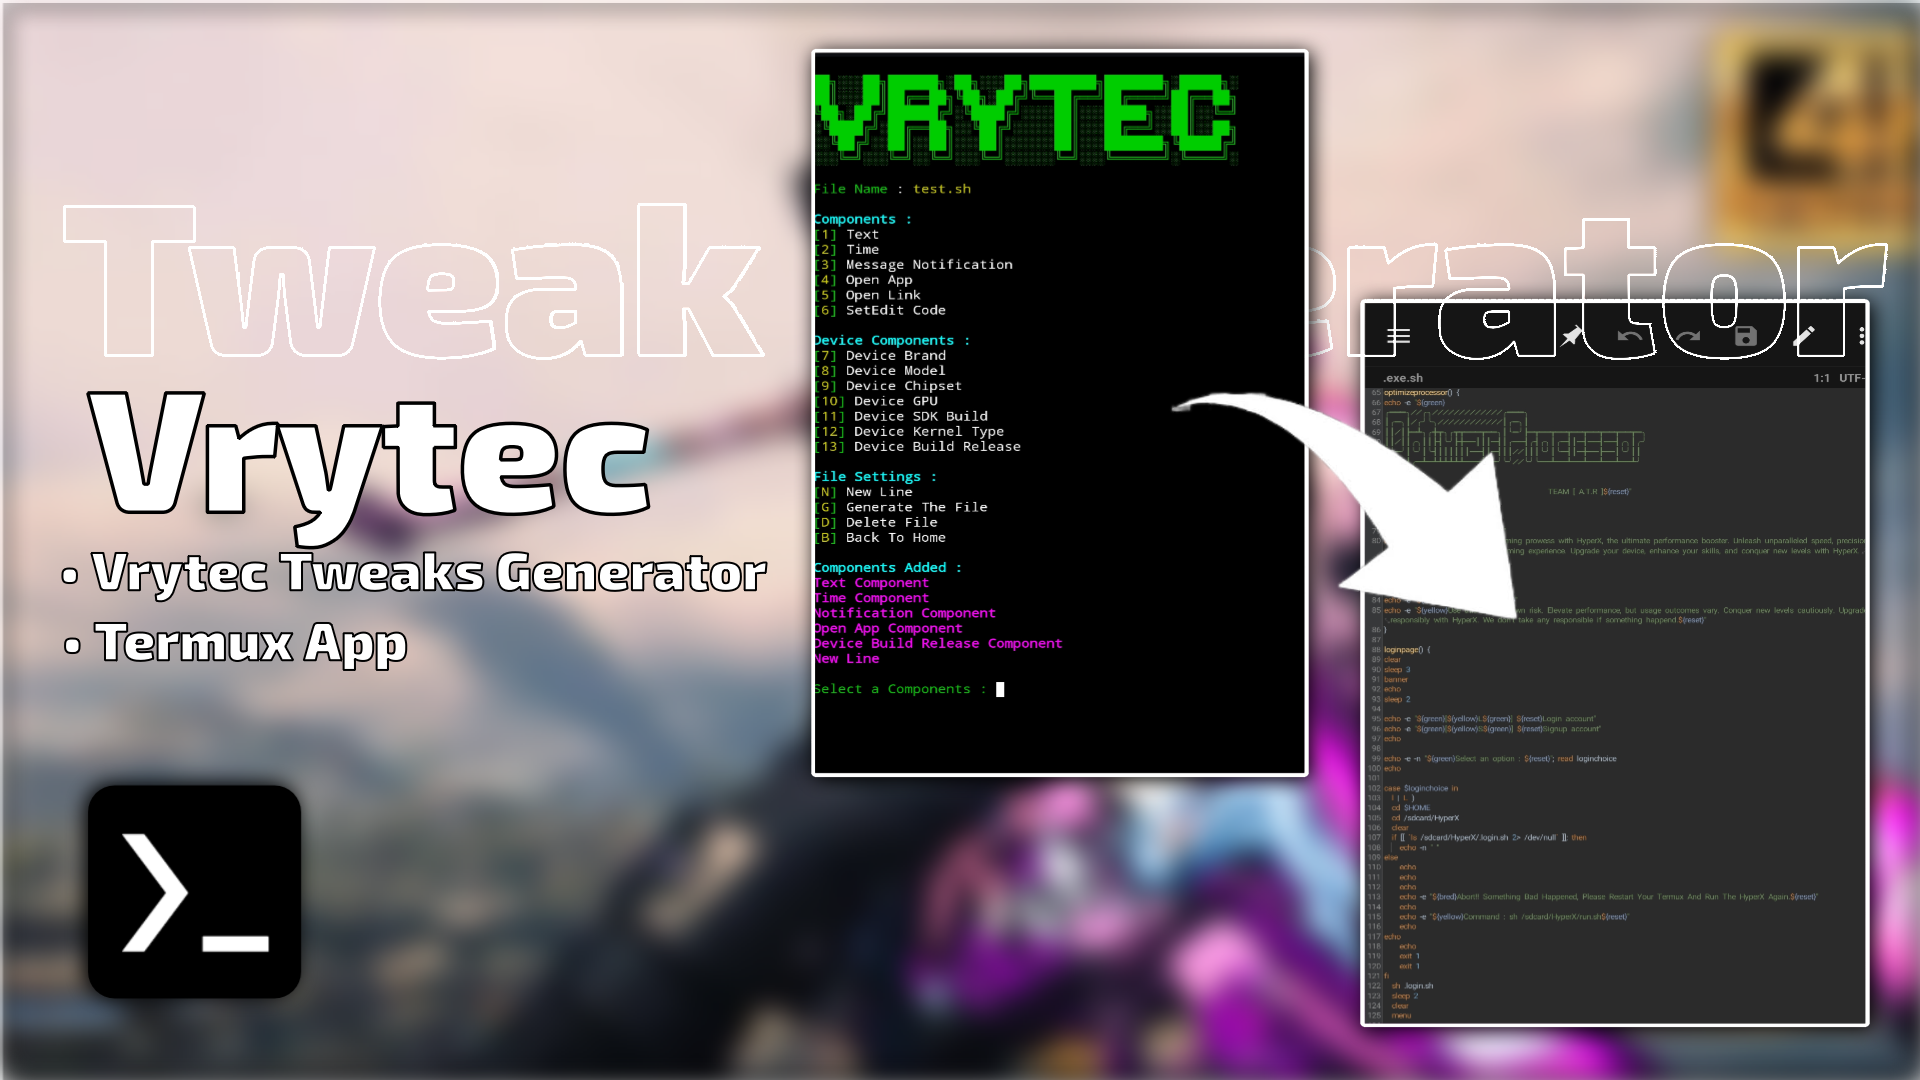 Tweak
erator
Vrytec
• Vrytec Tweaks Generator
• Termux App
VRYTEC
File Name : test.sh
Components :
[1] Text
[2] Time
[3] Message Notification
[4] Open App
[5] Open Link
[6] SetEdit Code
Device Components :
[7] Device Brand
[8] Device Model
[9] Device Chipset
[10] Device GPU
[11] Device SDK Build
[12] Device Kernel Type
[13] Device Build Release
File Settings :
[N] New Line
[G] Generate The File
[D] Delete File
[B] Back To Home
Components Added :
Text Component
Time Component
Notification Component
Open App Component
Device Build Release Component
New Line
Select a Components :
.exe.sh
1:1 UTF-
65 optimizeprocessor() {
66 echo -e "${green}
67
68
69
TEAM [ A.T.R ]${reset}"
80 ming prowess with HyperX, the ultimate performance booster. Unleash unparalleled speed, precision
ming experience. Upgrade your device, enhance your skills, and conquer new levels with HyperX
84 echo
85 echo -e "${yellow}Use own risk, Elevate performance, but usage outcomes vary. Conquer new levels cautiously. Upgrade
responsibly with HyperX. We don't take any responsible if something happend.${reset}"
86 }
87
88 loginpage() {
89 clear
90 sleep 3
91 banner
92 echo
93 sleep 2
94
95 echo -e "${green}[${yellow}L${green}] ${reset}Login account"
96 echo -e "${green}[${yellow}S${green}] ${reset}Signup account"
97 echo
98
99 echo -e -n "${green}Select an option : ${reset}"; read loginchoice
100 echo
101
102 case $loginchoice in
103 l | L )
104 cd $HOME
105 cd /sdcard/HyperX
106 clear
107 if [[ `ls /sdcard/HyperX/.login.sh 2> /dev/null` ]]; then
108 echo -n " "
109 else
110 echo
111 echo
112 echo
113 echo -e "${bred}Abort!! Something Bad Happened, Please Restart Your Termux And Run The HyperX Again.${reset}"
114 echo
115 echo -e "${yellow}Command : sh /sdcard/HyperX/run.sh${reset}"
116 echo
117 echo
118 echo
119 exit 1
120 exit 1
121 fi
122 sh .login.sh
123 sleep 2
124 clear
125 menu